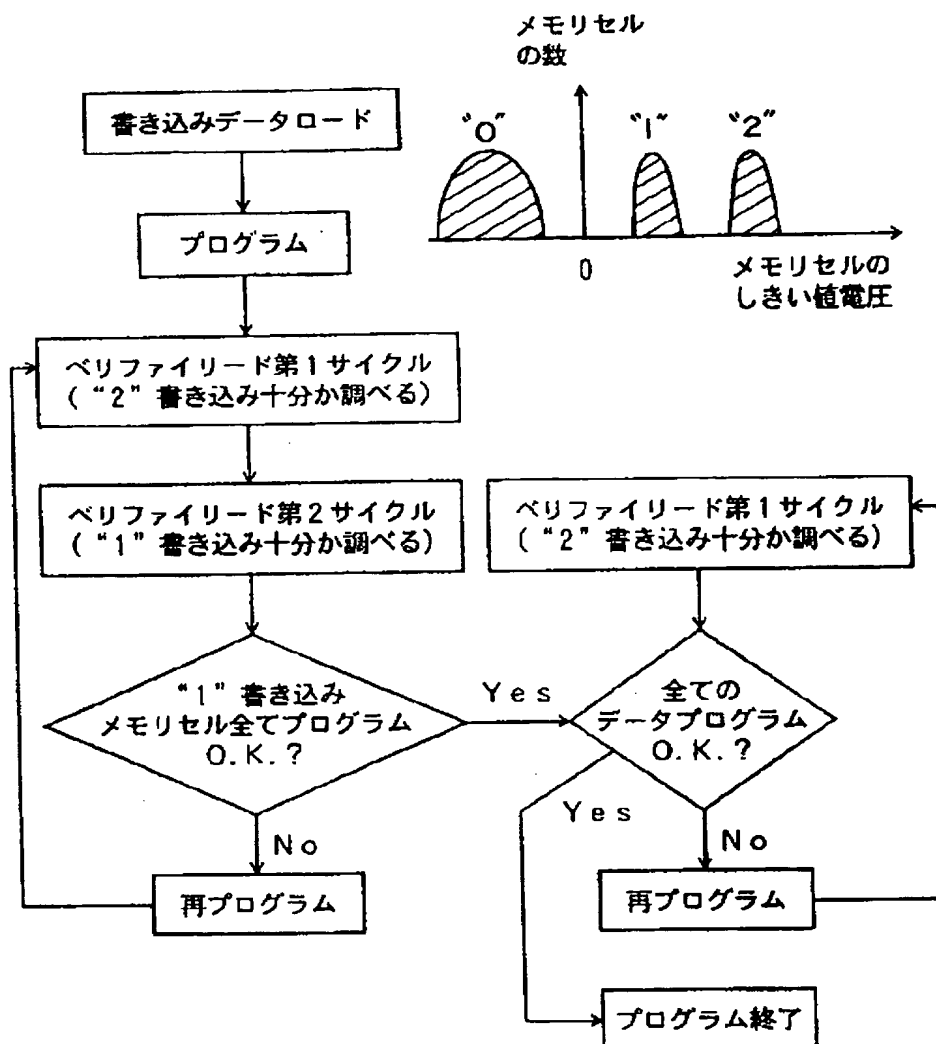 メモリセル
の数
“0”
“1”
“2”
0
メモリセルの
しきい値電圧
書き込みデータロード
プログラム
ベリファイリード第1サイクル
(“2”書き込み十分か調べる)
ベリファイリード第2サイクル
(“1”書き込み十分か調べる)
“1”書き込み
メモリセル全てプログラム
O.K.?
Yes
No
再プログラム
ベリファイリード第1サイクル
(“2”書き込み十分か調べる)
全ての
データプログラム
O.K.?
Yes
No
再プログラム
プログラム終了